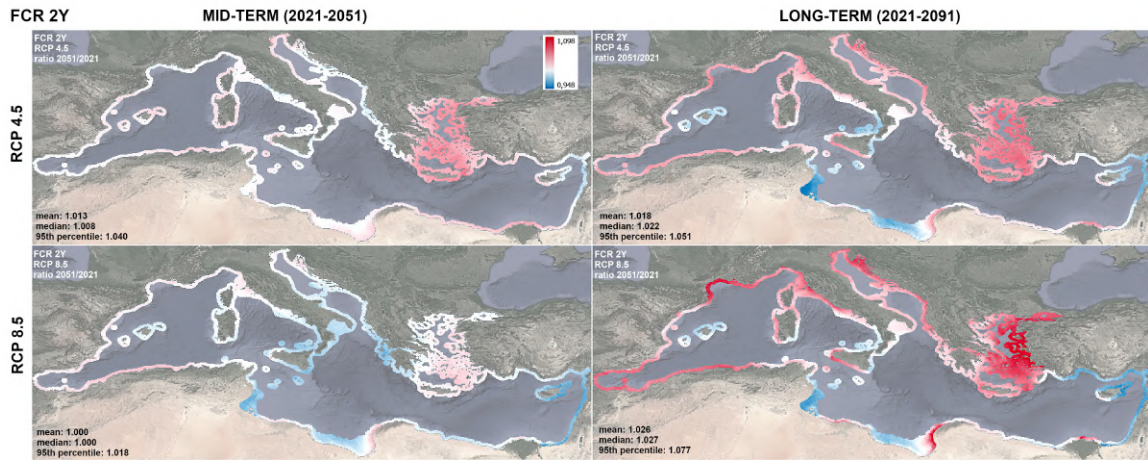 FCR 2Y
MID-TERM (2021-2051)
LONG-TERM (2021-2091)
RCP 4.5
FCR 2Y
RCP 4.5
ratio 2051/2021
1,098
0,948
mean: 1.013
median: 1.008
95th percentile: 1.040
FCR 2Y
RCP 4.5
ratio 2051/2021
mean: 1.018
median: 1.022
95th percentile: 1.051
RCP 8.5
FCR 2Y
RCP 8.5
ratio 2051/2021
mean: 1.000
median: 1.000
95th percentile: 1.018
FCR 2Y
RCP 8.5
ratio 2051/2021
mean: 1.026
median: 1.027
95th percentile: 1.077